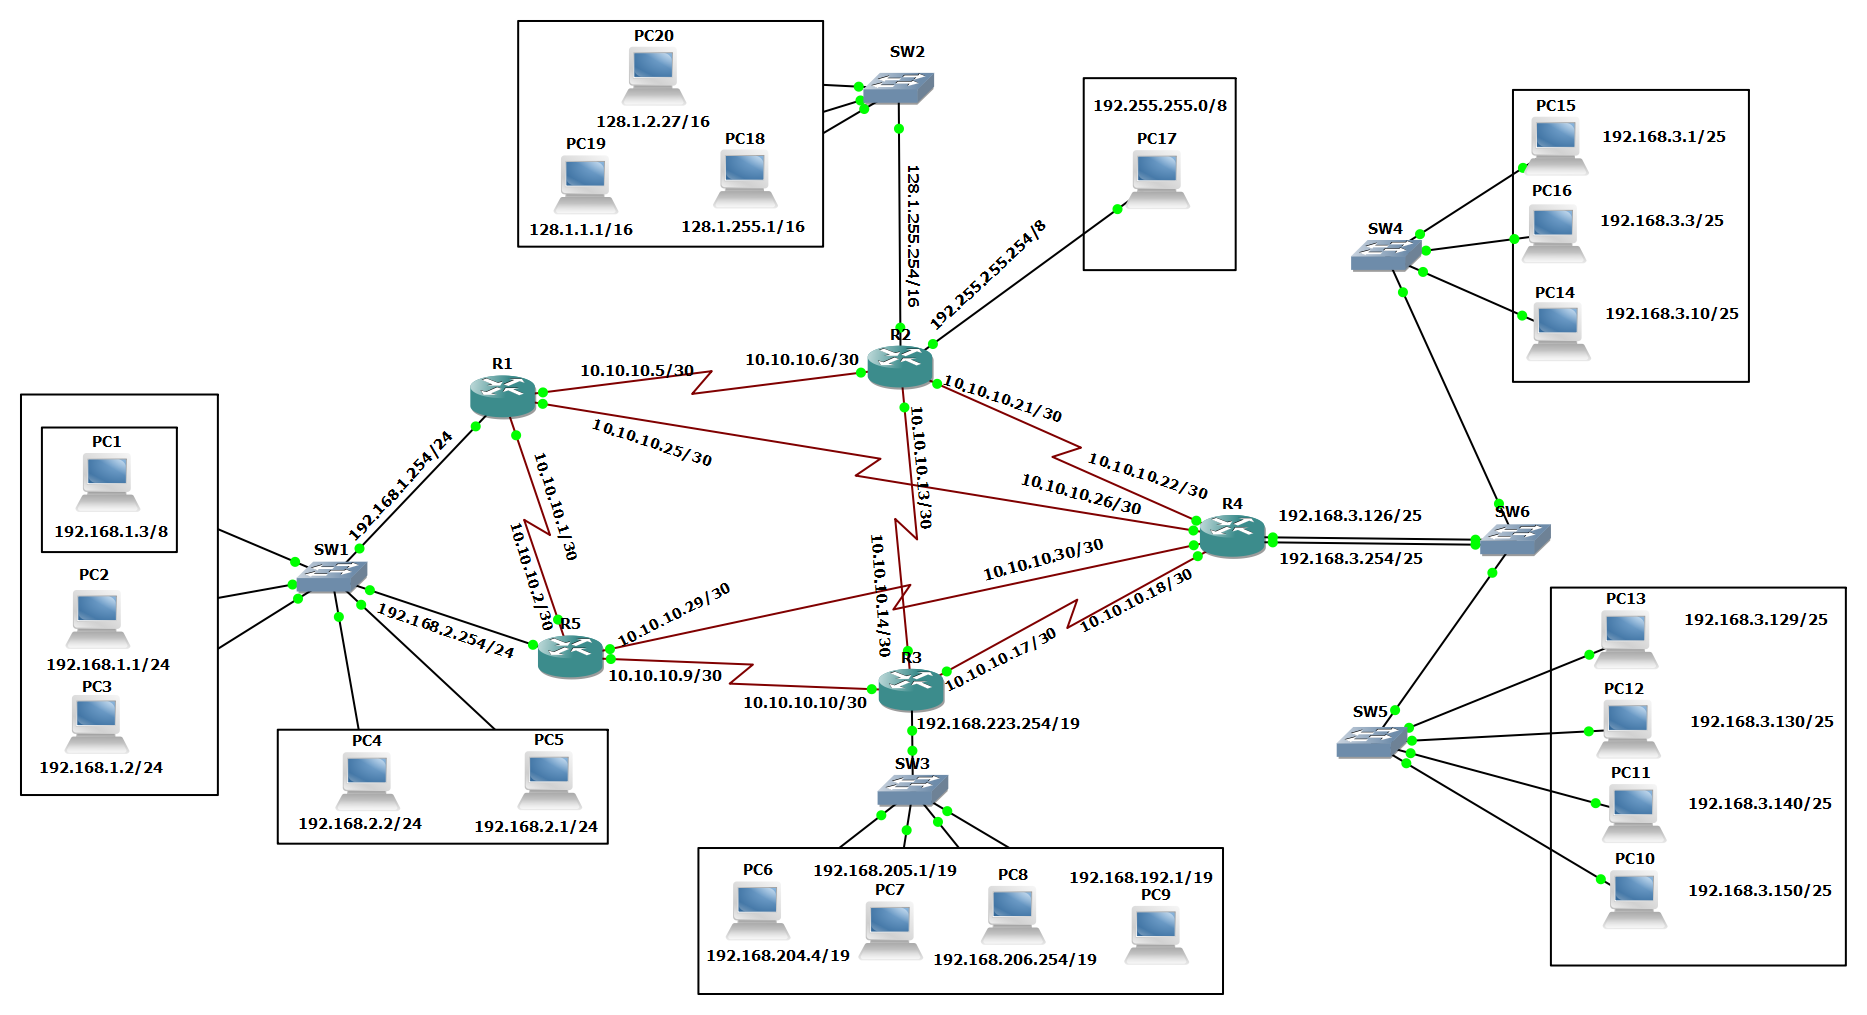 PC20
128.1.2.27/16
PC19
128.1.1.1/16
PC18
128.1.255.1/16
SW2
128.1.255.254/16
192.255.255.0/8
PC17
192.255.255.254/8
PC15
192.168.3.1/25
PC16
192.168.3.3/25
PC14
192.168.3.10/25
SW4
R1
10.10.10.5/30
10.10.10.6/30
R2
10.10.10.21/30
10.10.10.22/30
10.10.10.25/30
10.10.10.26/30
10.10.10.13/30
10.10.10.14/30
10.10.10.1/30
10.10.10.2/30
192.168.1.254/24
PC1
192.168.1.3/8
PC2
192.168.1.1/24
PC3
192.168.1.2/24
SW1
192.168.2.254/24
R5
10.10.10.29/30
10.10.10.30/30
10.10.10.9/30
10.10.10.10/30
R3
10.10.10.17/30
10.10.10.18/30
R4
192.168.3.126/25
192.168.3.254/25
SW6
192.168.223.254/19
SW3
PC4
192.168.2.2/24
PC5
192.168.2.1/24
PC6
192.168.204.4/19
192.168.205.1/19
PC7
PC8
192.168.206.254/19
192.168.192.1/19
PC9
SW5
PC13
192.168.3.129/25
PC12
192.168.3.130/25
PC11
192.168.3.140/25
PC10
192.168.3.150/25